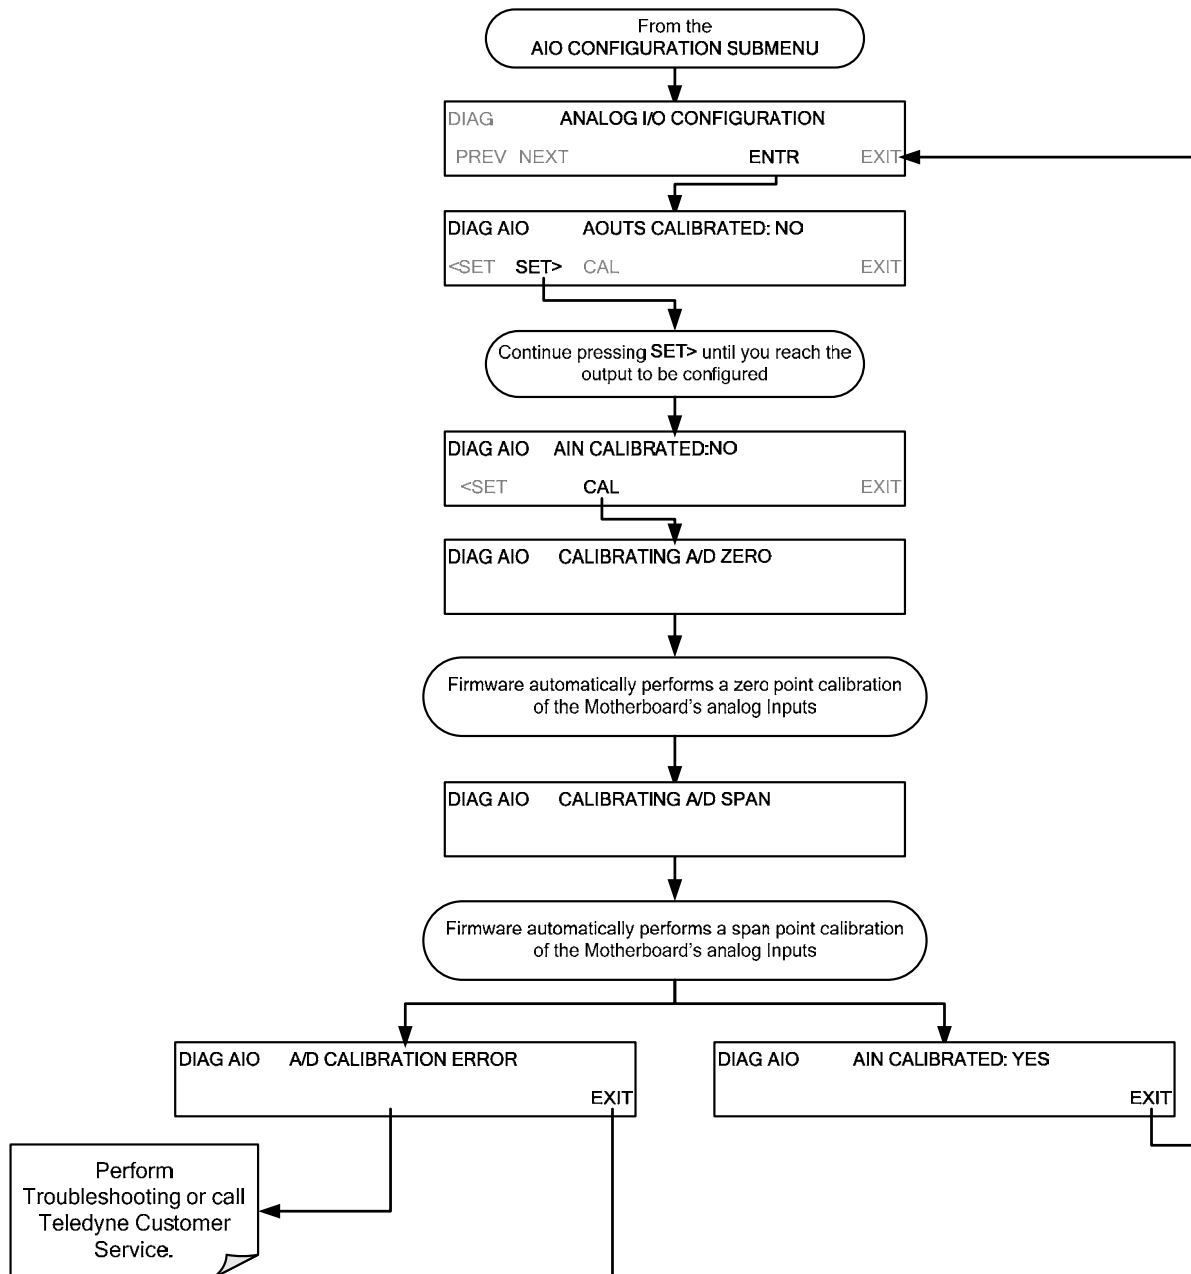 From the
AIO CONFIGURATION SUBMENU
DIAG ANALOG I/O CONFIGURATION
PREV NEXT ENTR EXIT
DIAG AIO AOUTS CALIBRATED: NO
<SET SET> CAL EXIT
Continue pressing SET> until you reach the
output to be configured
DIAG AIO AIN CALIBRATED:NO
<SET CAL EXIT
DIAG AIO CALIBRATING A/D ZERO
Firmware automatically performs a zero point calibration
of the Motherboard’s analog Inputs
DIAG AIO CALIBRATING A/D SPAN
Firmware automatically performs a span point calibration
of the Motherboard’s analog Inputs
DIAG AIO A/D CALIBRATION ERROR
EXIT
DIAG AIO AIN CALIBRATED: YES
EXIT
Perform
Troubleshooting or call
Teledyne Customer
Service.